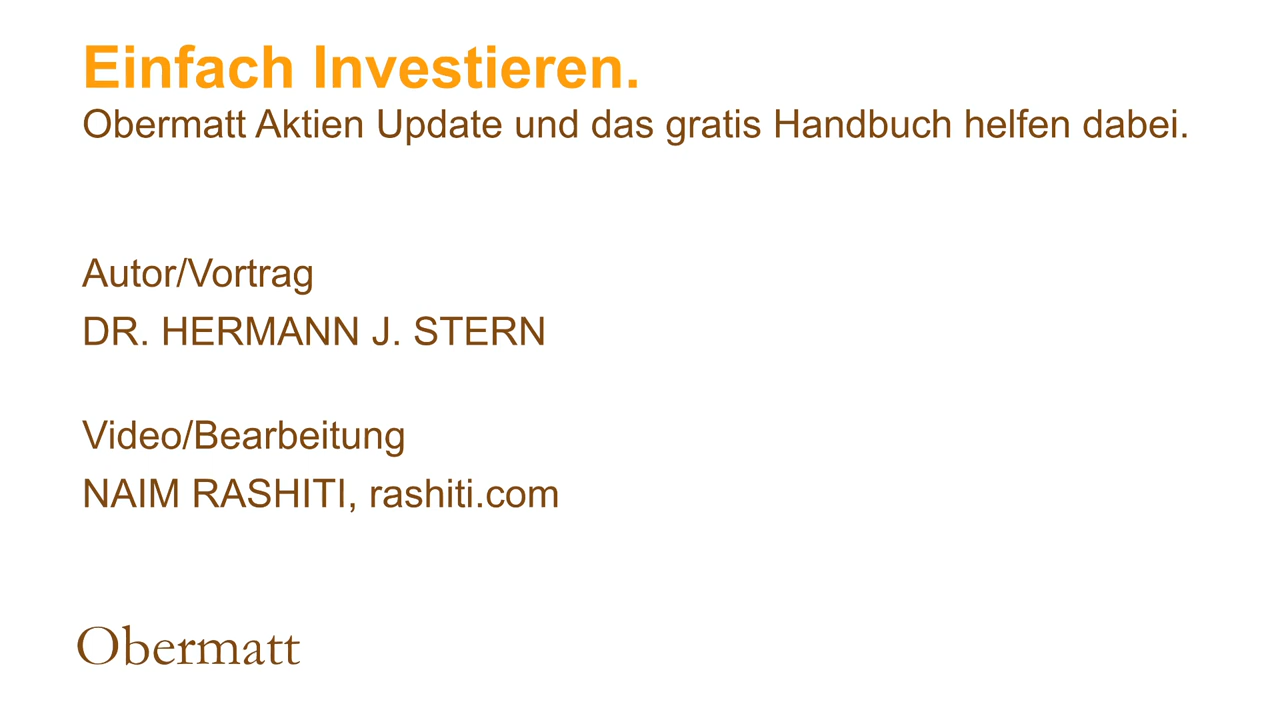 Einfach Investieren.
Obermatt Aktien Update und das gratis Handbuch helfen dabei.
Autor/Vortrag
DR. HERMANN J. STERN
Video/Bearbeitung
NAIM RASHITI, rashiti.com
Obermatt